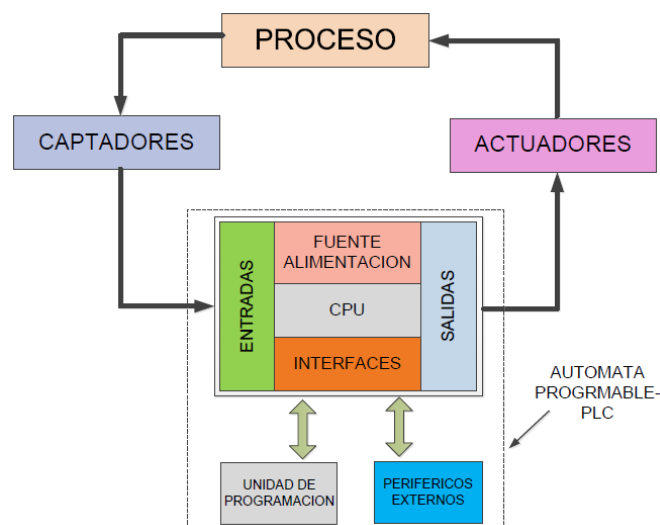 PROCESO
CAPTADORES
ACTUADORES
ENTRADAS
FUENTE
ALIMENTACION
CPU
INTERFACES
SALIDAS
AUTOMATA
PROGRMABLE-
PLC
UNIDAD DE
PROGRAMACION
PERIFERICOS
EXTERNOS